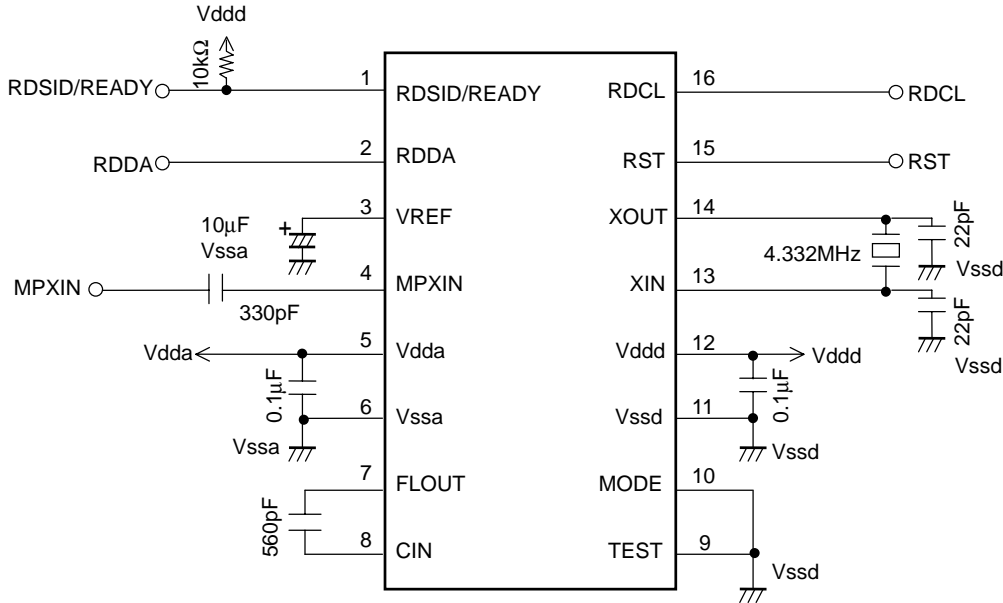 Vddd
10kΩ
RDSID/READY
1
RDSID/READY
RDCL
16
RDCL
RDDA
2
RDDA
RST
15
RST
10µF
+
Vssa
3
VREF
XOUT
14
22pF
Vssd
4.332MHz
MPXIN
330pF
4
MPXIN
XIN
13
22pF
Vssd
Vdda
5
Vdda
Vddd
12
Vddd
0.1µF
0.1µF
Vssa
6
Vssa
Vssd
11
Vssd
560pF
7
FLOUT
MODE
10
8
CIN
TEST
9
Vssd